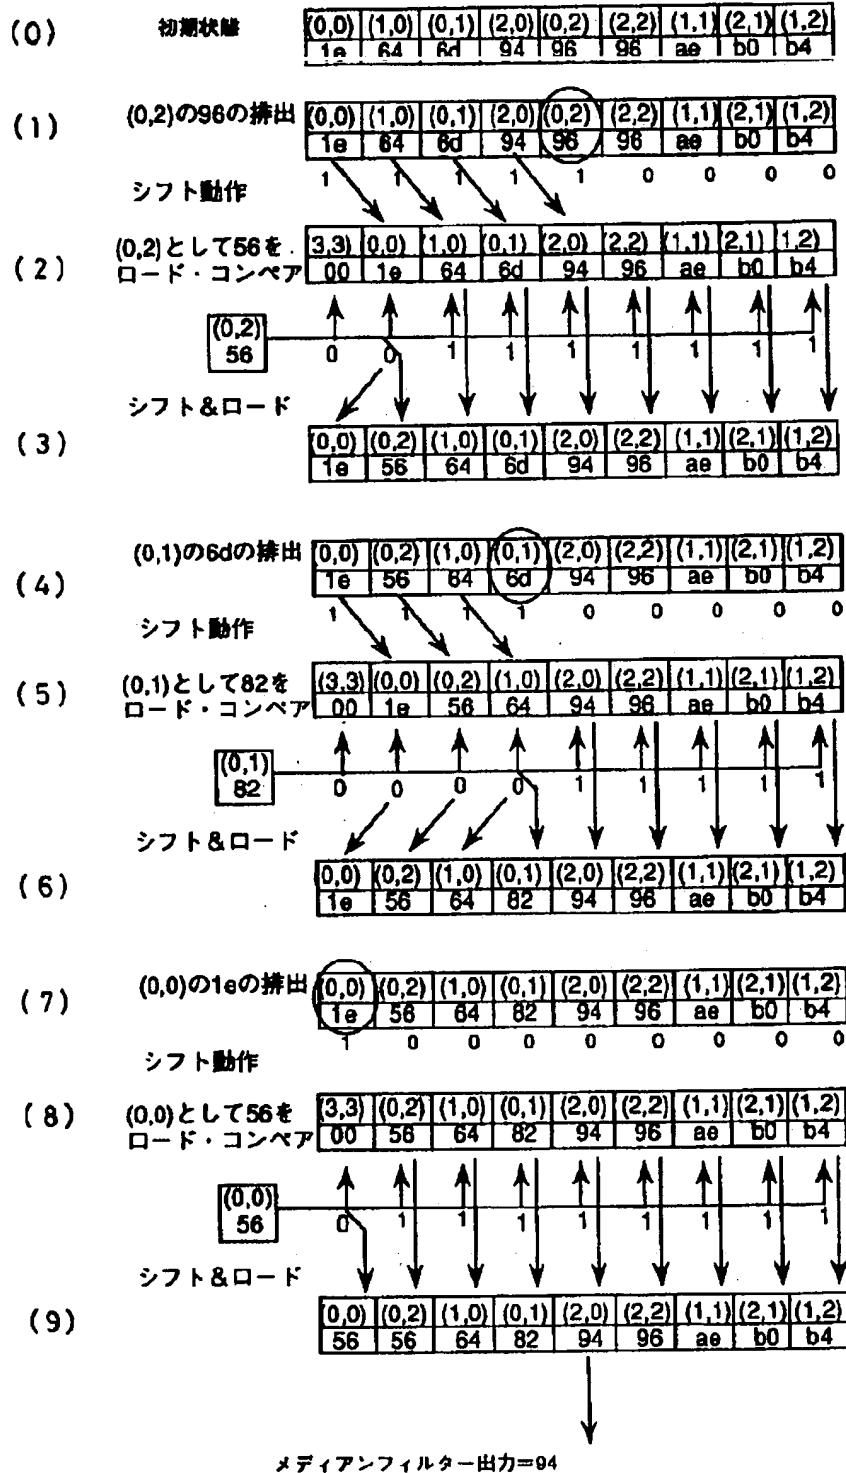 (0) 初期状態 (0,0) (1,0) (0,1) (2,0) (0,2) (2,2) (1,1) (2,1) (1,2)
1e 64 6d 94 96 96 ae b0 b4
(1) (0,2)の96の排出 (0,0) (1,0) (0,1) (2,0) (0,2) (2,2) (1,1) (2,1) (1,2)
1e 64 6d 94 96 96 ae b0 b4
シフト動作 1 1 1 1 1 0 0 0 0
(2) (0,2)として56を (3,3) (0,0) (1,0) (0,1) (2,0) (2,2) (1,1) (2,1) (1,2)
ロード・コンペア 00 1e 64 6d 94 96 ae b0 b4
(0,2)
56 0 0 1 1 1 1 1 1 1
シフト&ロード
(3) (0,0) (0,2) (1,0) (0,1) (2,0) (2,2) (1,1) (2,1) (1,2)
1e 56 64 6d 94 96 ae b0 b4
(4) (0,1)の6dの排出 (0,0) (0,2) (1,0) (0,1) (2,0) (2,2) (1,1) (2,1) (1,2)
1e 56 64 6d 94 96 ae b0 b4
シフト動作 1 1 1 1 0 0 0 0 0
(5) (0,1)として82を (3,3) (0,0) (0,2) (1,0) (2,0) (2,2) (1,1) (2,1) (1,2)
ロード・コンペア 00 1e 56 64 94 96 ae b0 b4
(0,1)
82 0 0 0 0 1 1 1 1 1
シフト&ロード
(6) (0,0) (0,2) (1,0) (0,1) (2,0) (2,2) (1,1) (2,1) (1,2)
1e 56 64 82 94 96 ae b0 b4
(7) (0,0)の1eの排出 (0,0) (0,2) (1,0) (0,1) (2,0) (2,2) (1,1) (2,1) (1,2)
1e 56 64 82 94 96 ae b0 b4
シフト動作 1 0 0 0 0 0 0 0 0
(8) (0,0)として56を (3,3) (0,2) (1,0) (0,1) (2,0) (2,2) (1,1) (2,1) (1,2)
ロード・コンペア 00 56 64 82 94 96 ae b0 b4
(0,0)
56 0 1 1 1 1 1 1 1 1
シフト&ロード
(9) (0,0) (0,2) (1,0) (0,1) (2,0) (2,2) (1,1) (2,1) (1,2)
56 56 64 82 94 96 ae b0 b4
メディアンフィルター出力=94